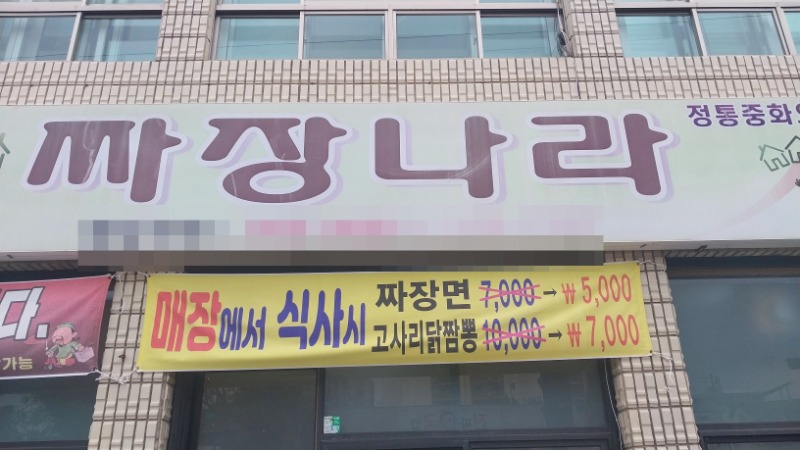 짜장나라
정통중화
매장에서 식사시
짜장면 7,000→₩5,000
고사리닭짬뽕 10,000→₩7,000
다.
가능